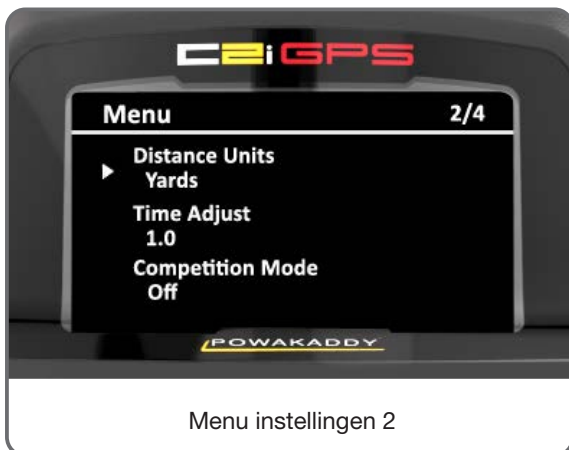 C2i GPS
Menu 2/4
Distance Units
Yards
Time Adjust
1.0
Competition Mode
Off
POWAKADDY
Menu instellingen 2